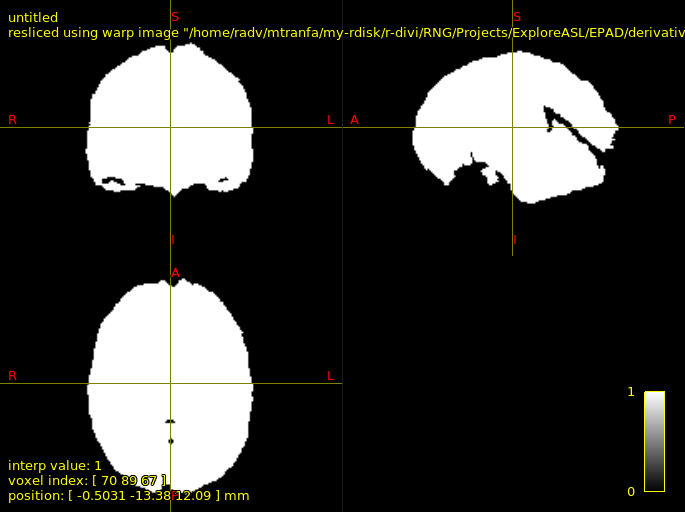 untitled
S
S
resliced using warp image "/home/radv/mtranfa/my-rdisk/r-divi/RNG/Projects/ExploreASL/EPAD/derivativ
R
L
A
P
I
I
A
R
L
1
interp value: 1
voxel index: [ 70 89 67 ]
0
position: [ -0.5031 -13.38 12.09 ] mm